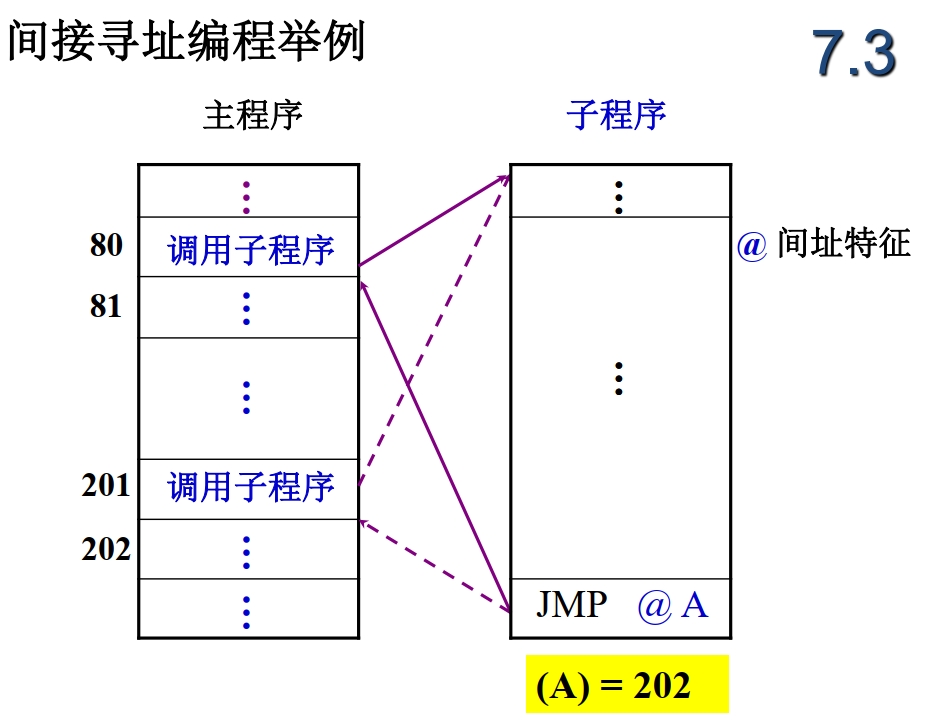 间接寻址编程举例
7.3
主程序
子程序
80
调用子程序
@ 间址特征
81
201
调用子程序
202
JMP @ A
(A) = 202